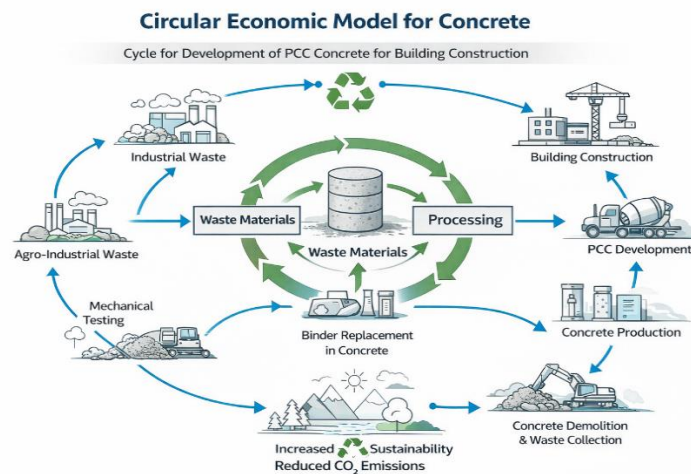 Circular Economic Model for Concrete
Cycle for Development of PCC Concrete for Building Construction
Industrial Waste
Building Construction
Waste Materials
Processing
Waste Materials
Agro-Industrial Waste
PCC Development
Mechanical
Testing
Binder Replacement
in Concrete
Concrete Production
Concrete Demolition
& Waste Collection
Increased Sustainability
Reduced CO₂ Emissions